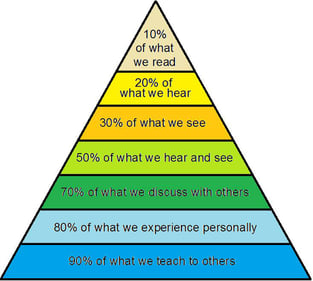 10%
of what
we read
20% of
what we hear
30% of what we see
50% of what we hear and see
70% of what we discuss with others
80% of what we experience personally
90% of what we teach to others